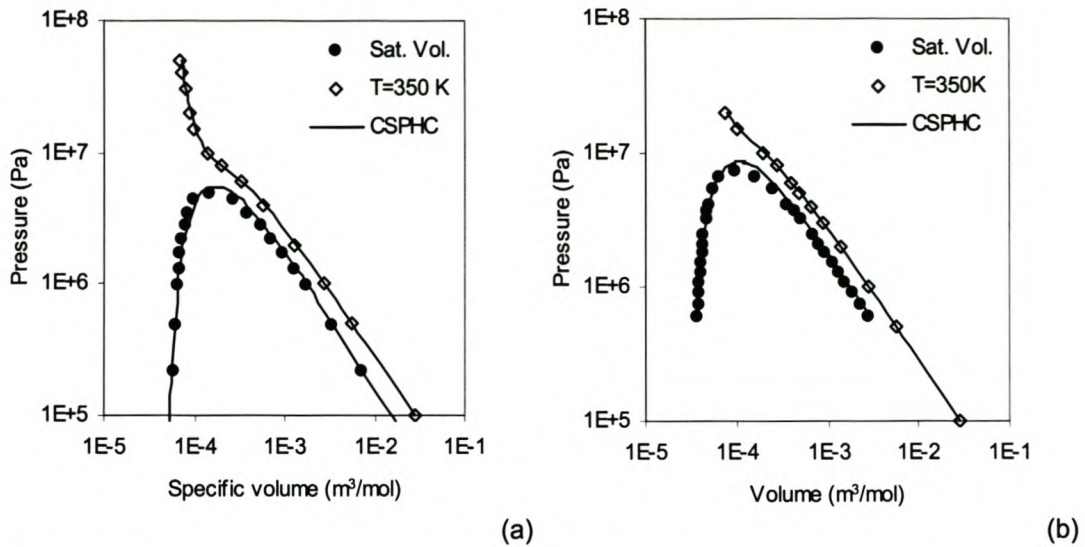 1E+8
1E+7
1E+6
1E+5
Pressure (Pa)
Sat. Vol.
T=350 K
CSPHC
1E-5 1E-4 1E-3 1E-2 1E-1
Specific volume (m³/mol)
(a)
1E+8
1E+7
1E+6
1E+5
Pressure (Pa)
Sat. Vol.
T=350K
CSPHC
1E-5 1E-4 1E-3 1E-2 1E-1
Volume (m³/mol)
(b)